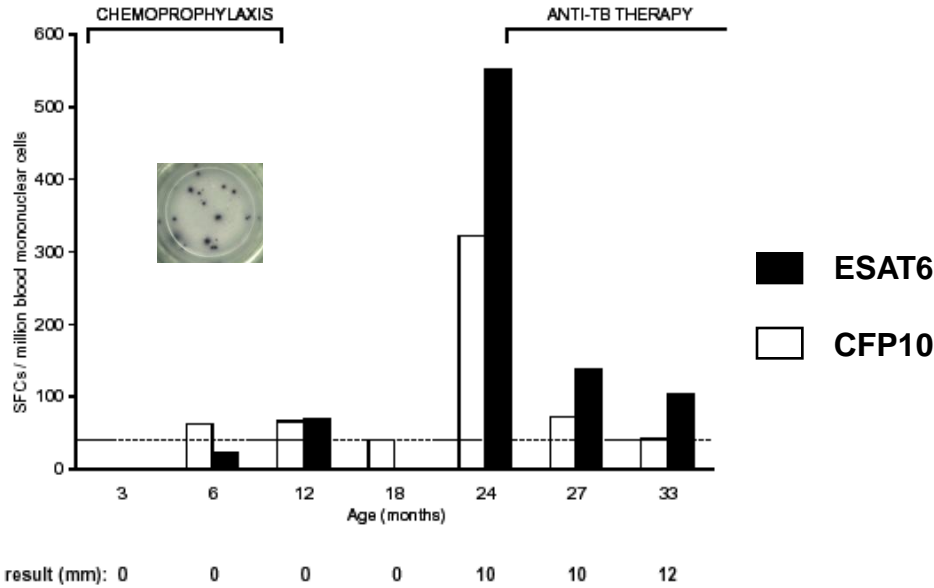 CHEMOPROPHYLAXIS ANTI-TB THERAPY
600
500
400
300
200
100
0
SFCs / million blood mononuclear cells
3 6 12 18 24 27 33
Age (months)
result (mm): 0 0 0 0 10 10 12
ESAT6
CFP10